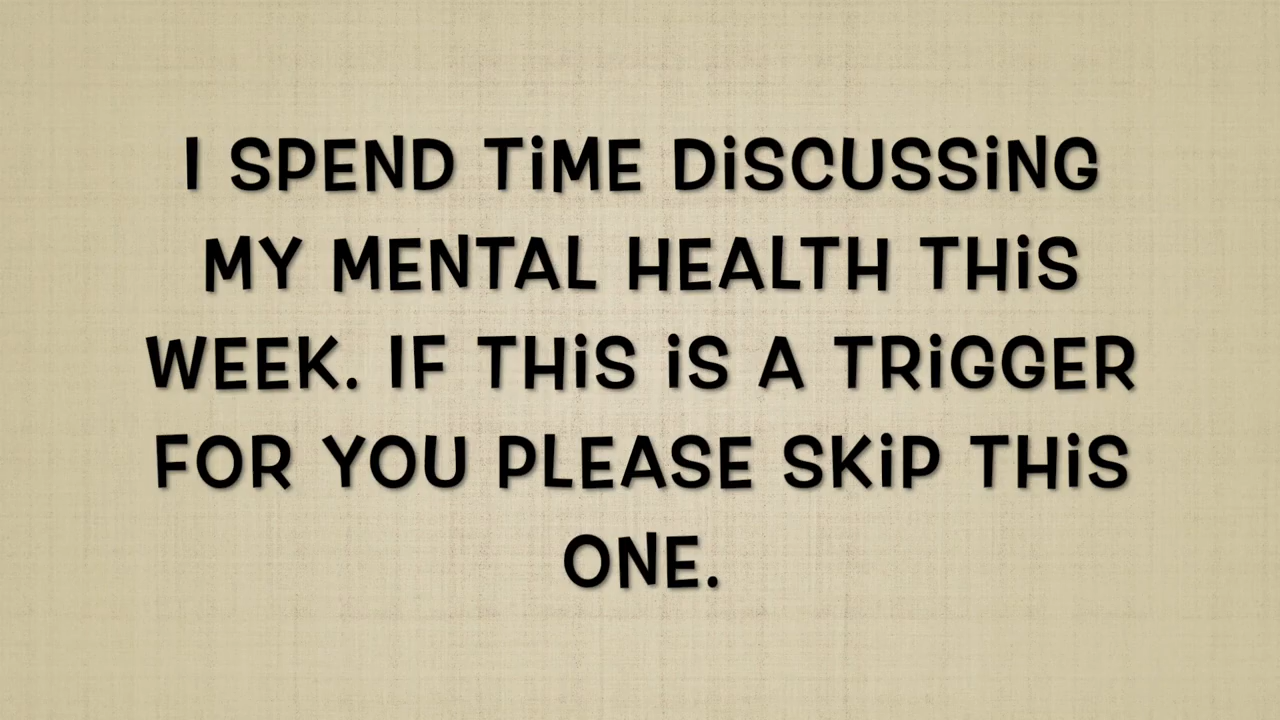 I SPEND TiME DiSCUSSiNG
MY MENTAL HEALTH THiS
WEEK. IF THiS iS A TRiGGER
FOR YOU PLEASE SKiP THiS
ONE.